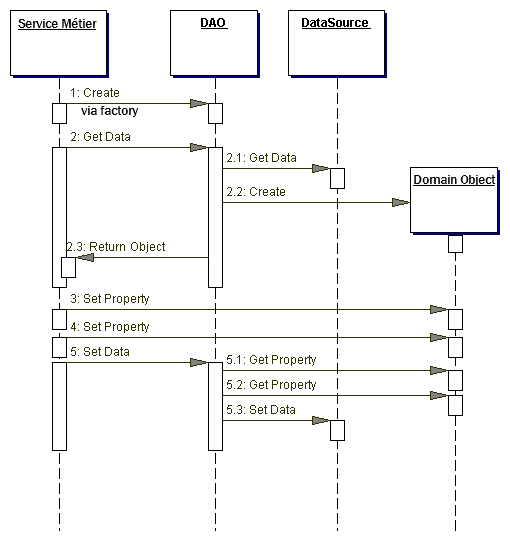 Service Métier
DAO
DataSource
1: Create
via factory
2: Get Data
2.1: Get Data
Domain Object
2.2: Create
2.3: Return Object
3: Set Property
4: Set Property
5: Set Data
5.1: Get Property
5.2: Get Property
5.3: Set Data